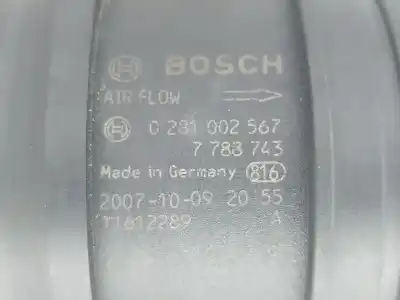 BOSCH
AIR FLOW
0 281 002 567
7 788 743
Made in Germany 816
2007-10-09 20 55
11612289 A